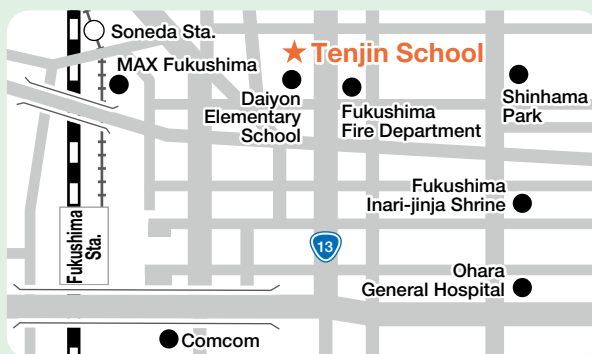 Soneda Sta.
Tenjin School
MAX Fukushima
Daiyon
Elementary
School
Fukushima
Fire Department
Shinhama
Park
Fukushima
Inari-jinja Shrine
Fukushima
Sta.
13
Ohara
General Hospital
Comcom